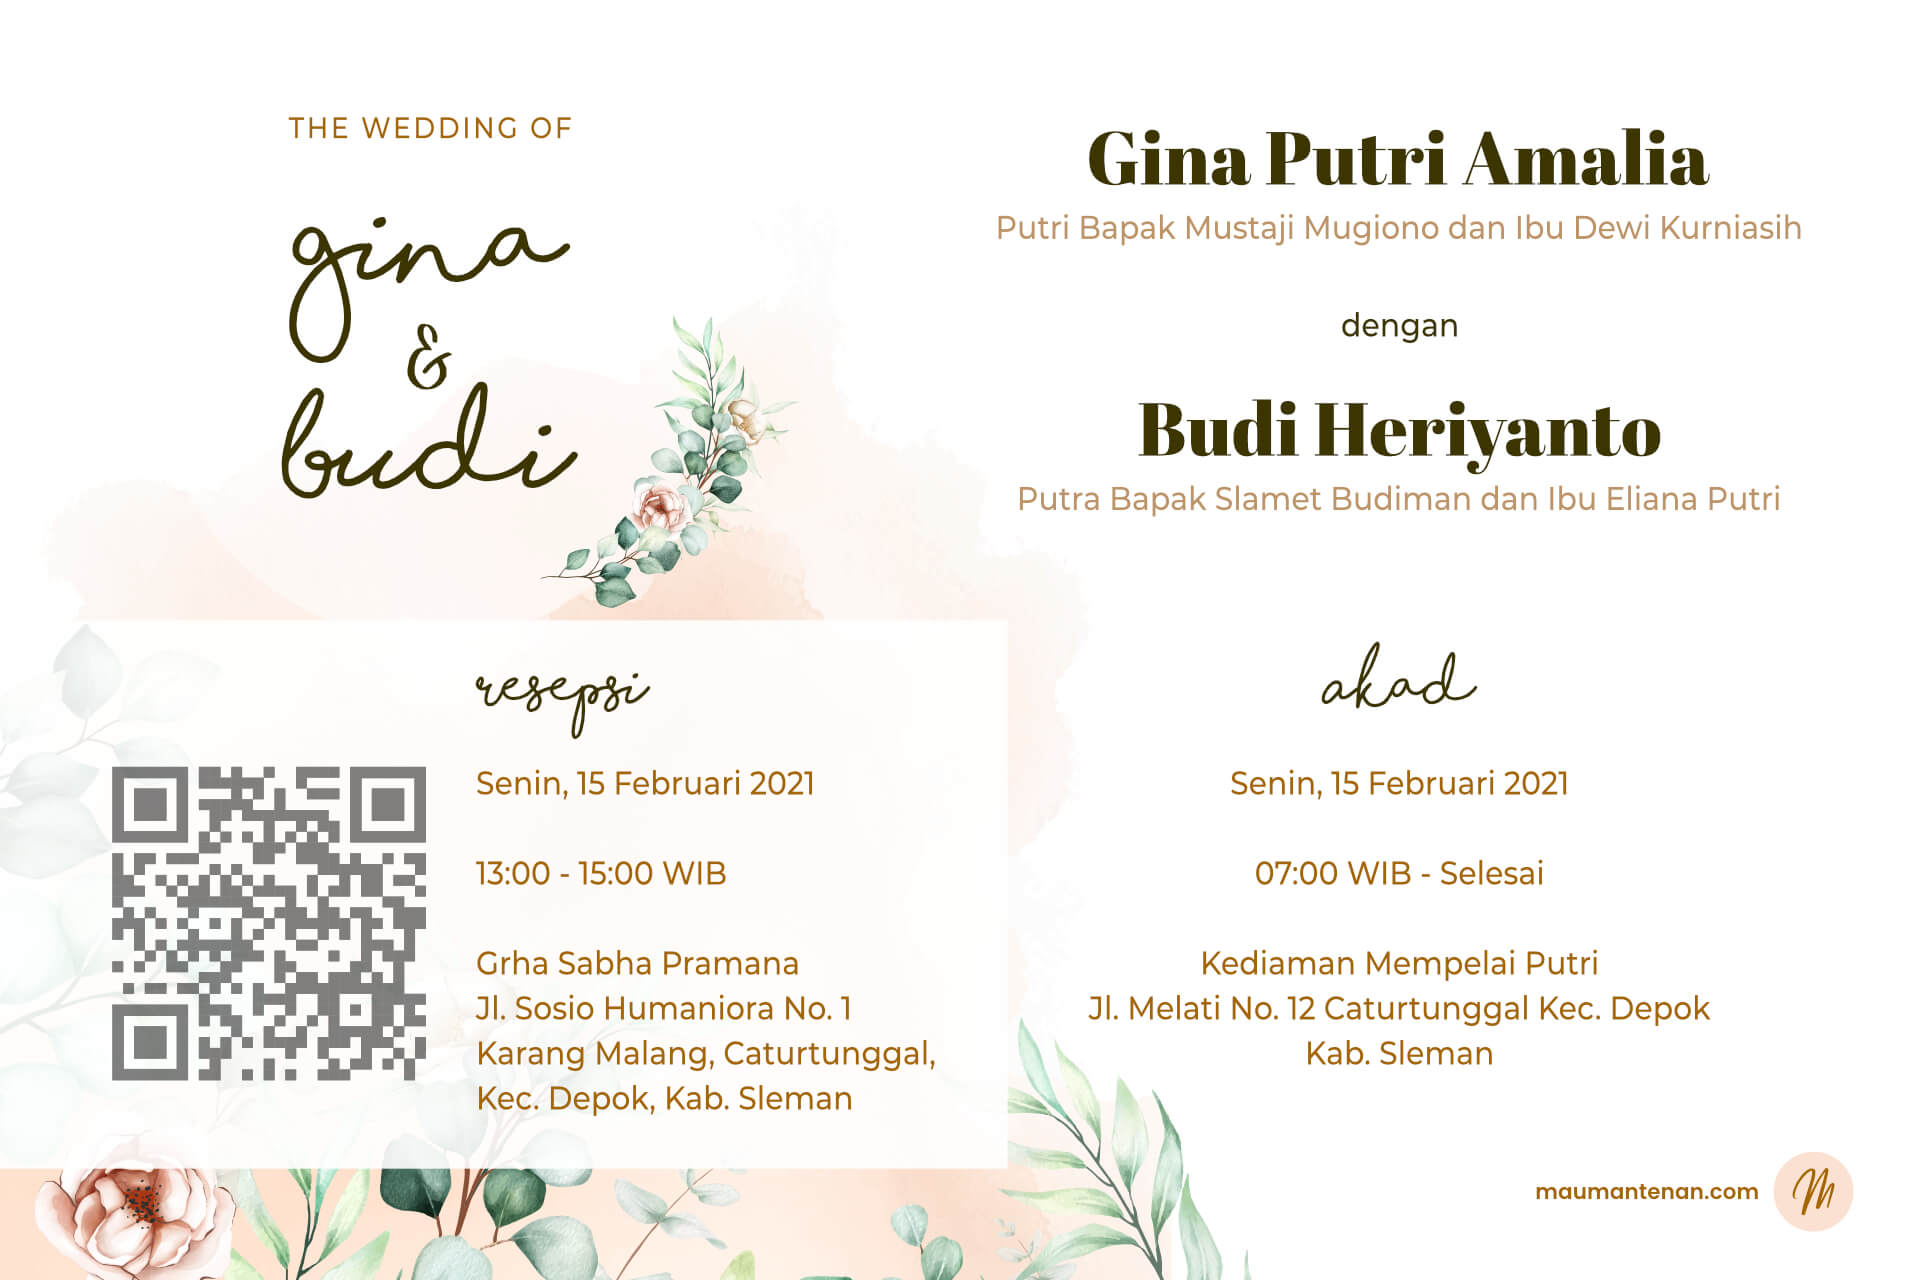 THE WEDDING OF
gina
&
budi
Gina Putri Amalia
Putri Bapak Mustaji Mugiono dan Ibu Dewi Kurniasih
dengan
Budi Heriyanto
Putra Bapak Slamet Budiman dan Ibu Eliana Putri
resepsi
Senin, 15 Februari 2021
13:00 - 15:00 WIB
Grha Sabha Pramana
Jl. Sosio Humaniora No. 1
Karang Malang, Caturtunggal,
Kec. Depok, Kab. Sleman
akad
Senin, 15 Februari 2021
07:00 WIB - Selesai
Kediaman Mempelai Putri
Jl. Melati No. 12 Caturtunggal Kec. Depok
Kab. Sleman
maumantenan.com
M